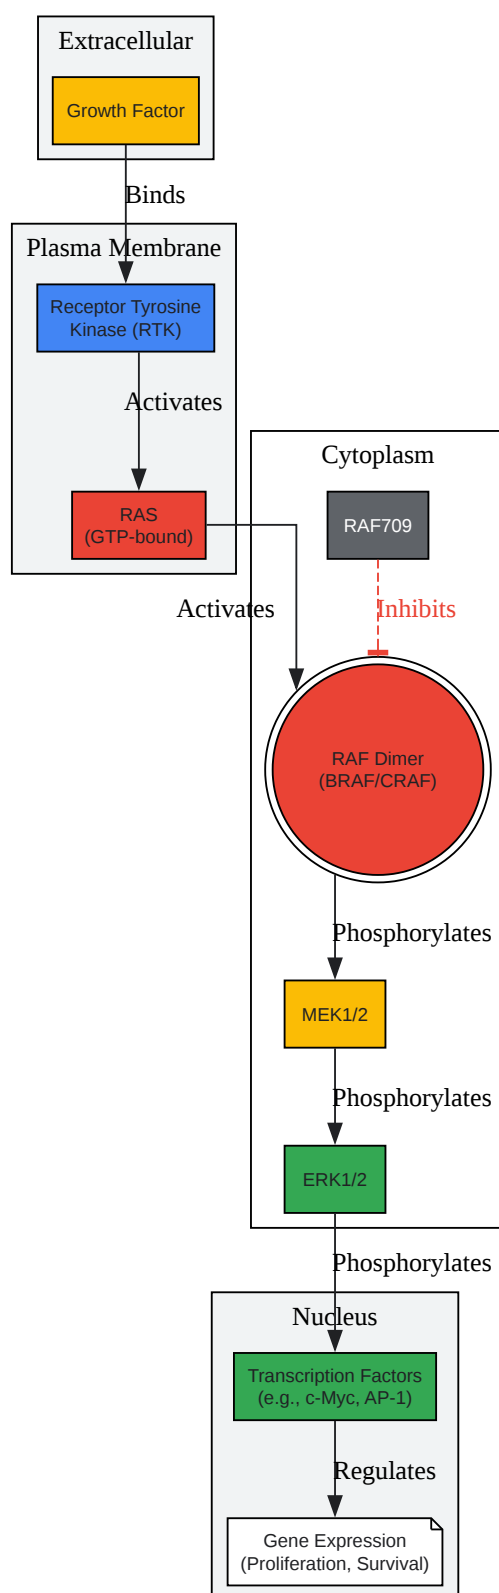 Extracellular
Growth Factor
Binds
Plasma Membrane
Receptor Tyrosine
Kinase (RTK)
Activates
Cytoplasm
RAS
(GTP-bound)
RAF709
Activates
Inhibits
RAF Dimer
(BRAF/CRAF)
Phosphorylates
MEK1/2
Phosphorylates
ERK1/2
Phosphorylates
Nucleus
Transcription Factors
(e.g., c-Myc, AP-1)
Regulates
Gene Expression
(Proliferation, Survival)